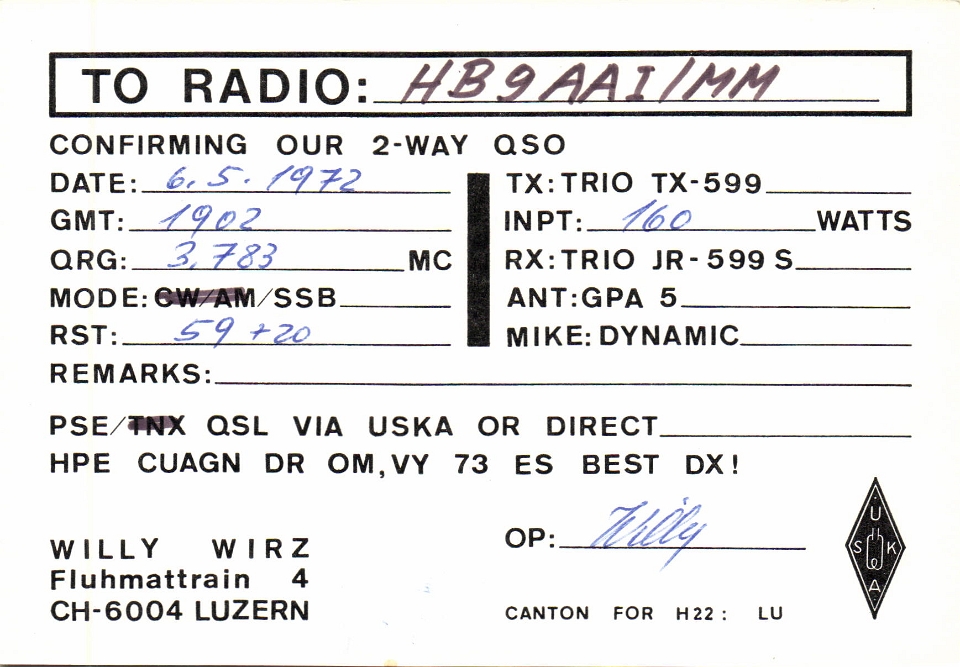 TO RADIO: HB9AAI/MM
CONFIRMING OUR 2-WAY QSO
DATE: 6.5.1972
GMT: 1902
QRG: 3,783 MC
MODE: CW/AM/SSB
RST: 59 +20
TX: TRIO TX-599
INPT: 160 WATTS
RX: TRIO JR-599 S
ANT: GPA 5
MIKE: DYNAMIC
REMARKS:
PSE/TNX QSL VIA USKA OR DIRECT
HPE CUAGN DR OM, VY 73 ES BEST DX!
WILLY WIRZ
Fluhmattrain 4
CH-6004 LUZERN
OP: Willy
CANTON FOR H22: LU
U
S K
A